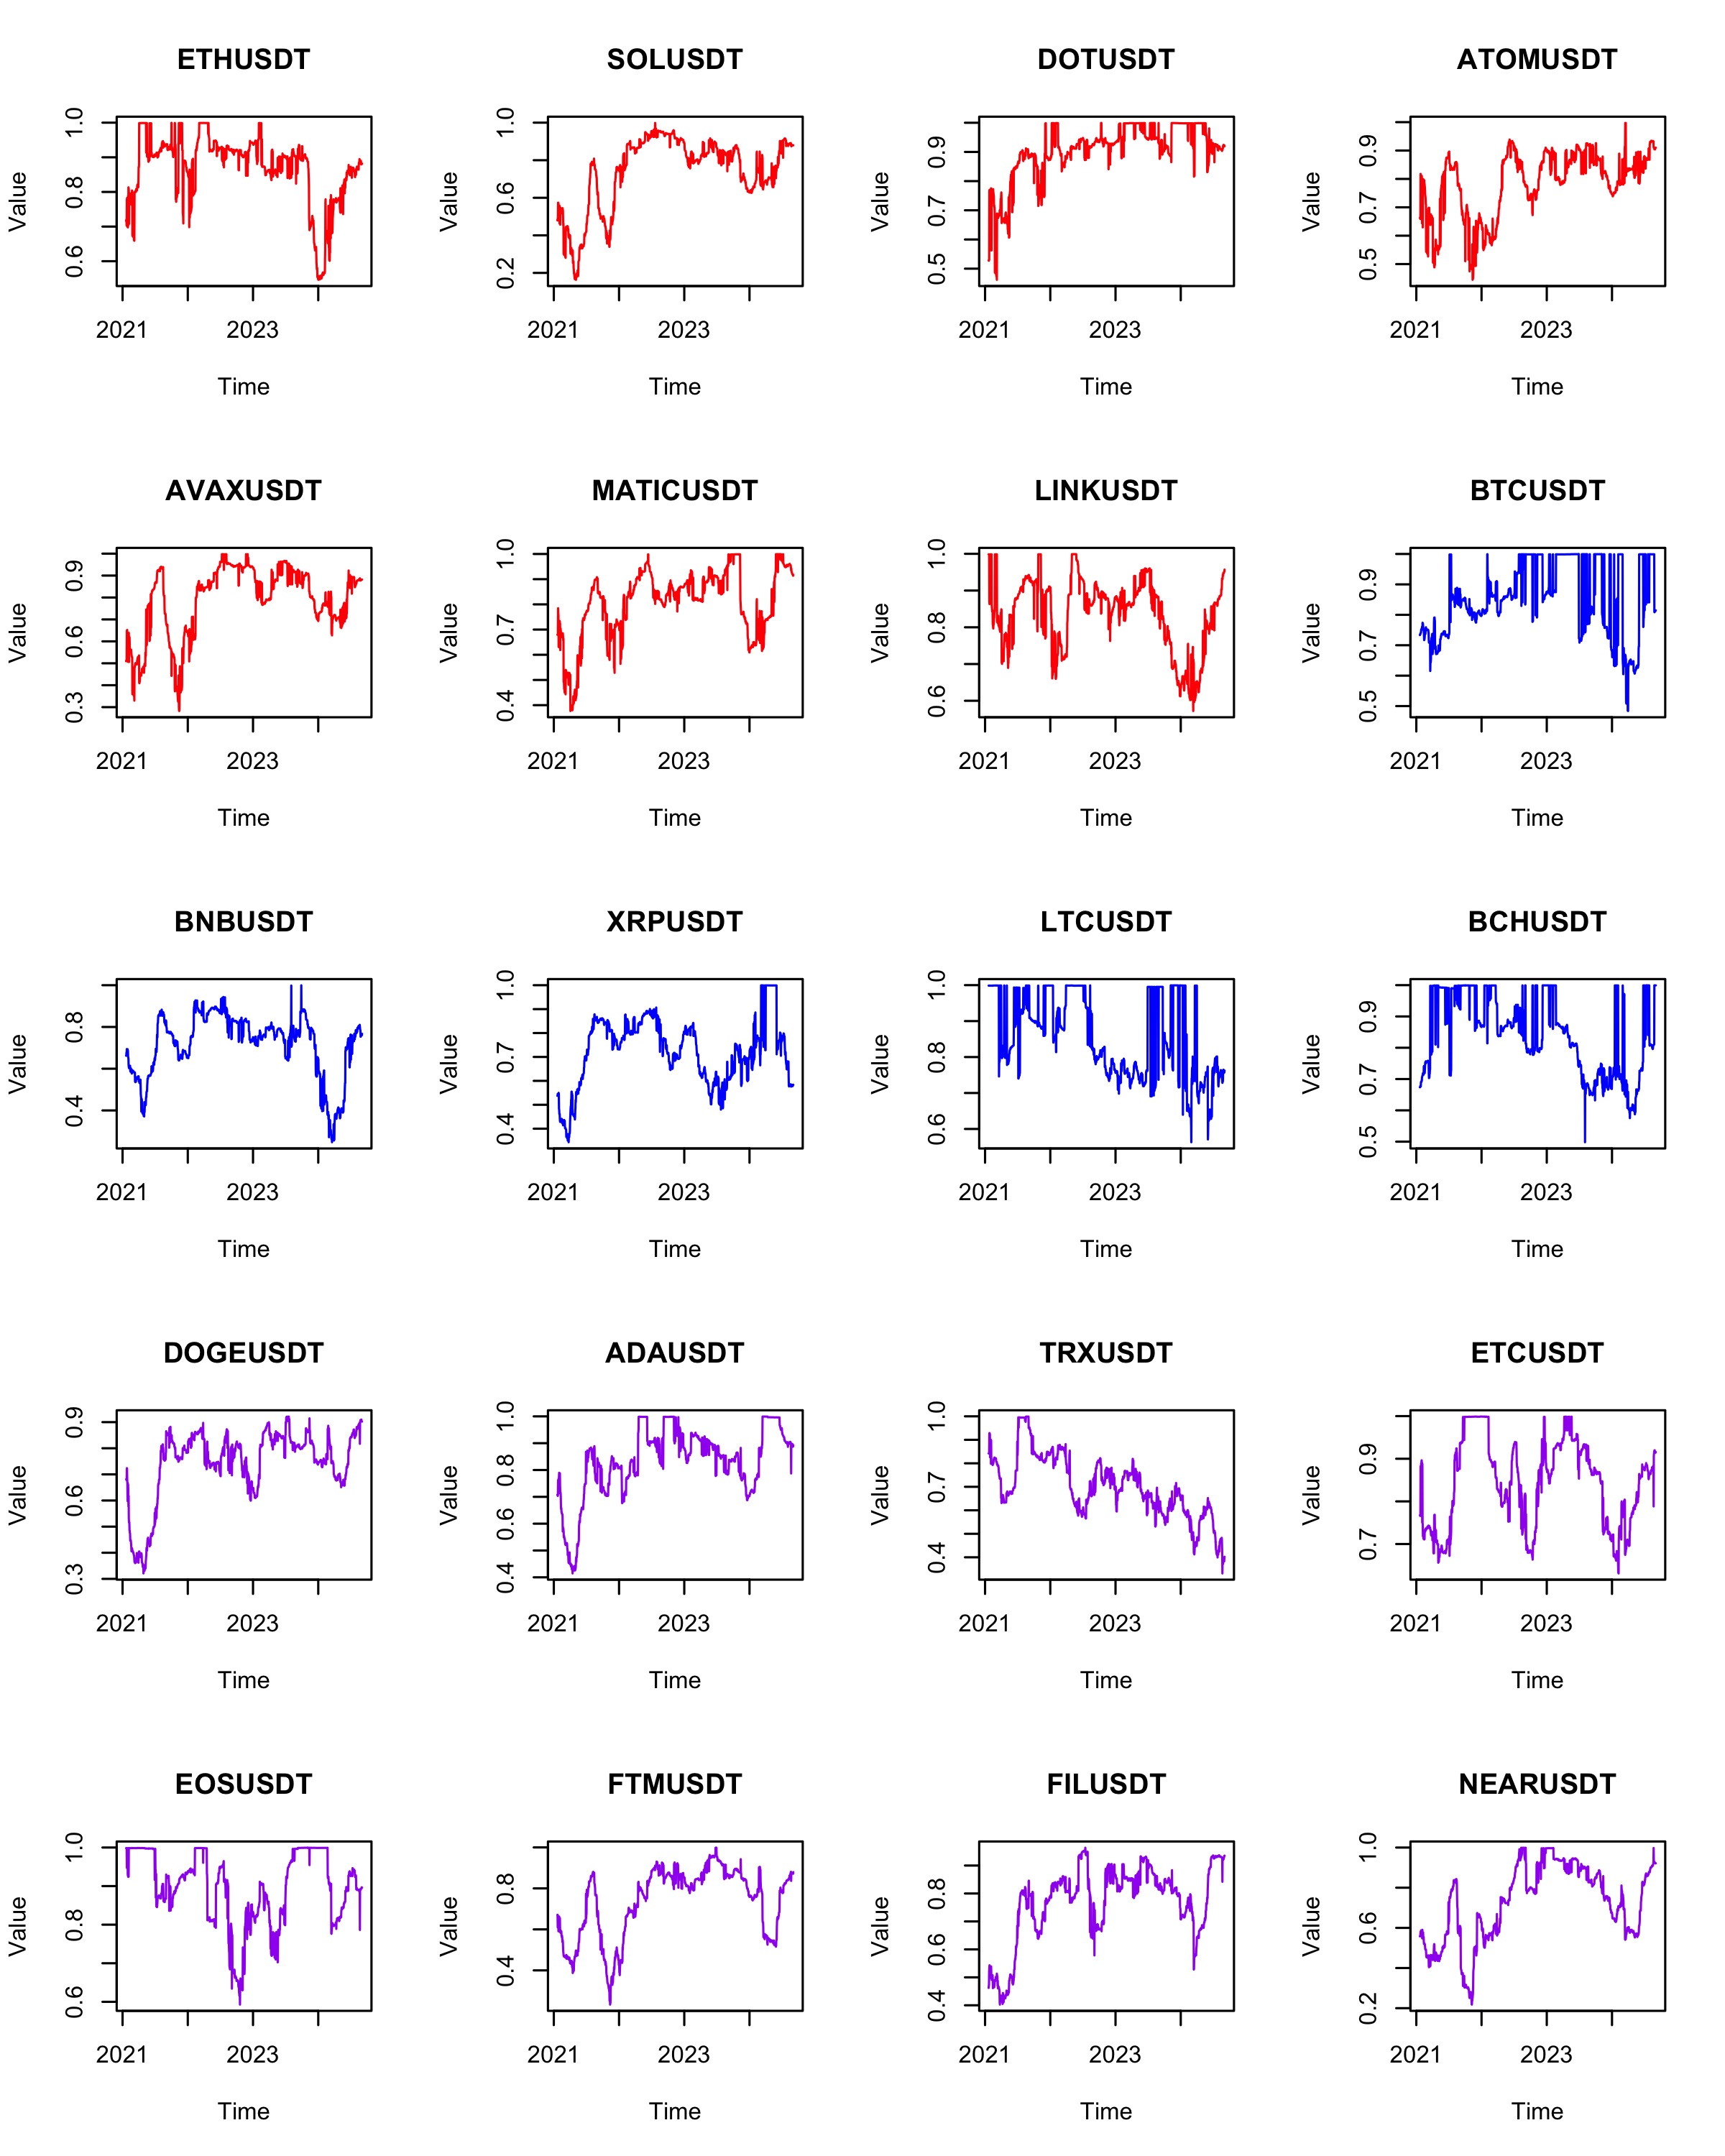 ETHUSDT
SOLUSDT
DOTUSDT
ATOMUSDT
Value
0.6 0.8 1.0
2021 2023
Time
Value
0.2 0.6 1.0
2021 2023
Time
Value
0.5 0.7 0.9
2021 2023
Time
Value
0.5 0.7 0.9
2021 2023
Time
AVAXUSDT
MATICUSDT
LINKUSDT
BTCUSDT
Value
0.3 0.6 0.9
2021 2023
Time
Value
0.4 0.7 1.0
2021 2023
Time
Value
0.6 0.8 1.0
2021 2023
Time
Value
0.5 0.7 0.9
2021 2023
Time
BNBUSDT
XRPUSDT
LTCUSDT
BCHUSDT
Value
0.4 0.8
2021 2023
Time
Value
0.4 0.7 1.0
2021 2023
Time
Value
0.6 0.8 1.0
2021 2023
Time
Value
0.5 0.7 0.9
2021 2023
Time
DOGEUSDT
ADAUSDT
TRXUSDT
ETCUSDT
Value
0.3 0.6 0.9
2021 2023
Time
Value
0.4 0.6 0.8 1.0
2021 2023
Time
Value
0.4 0.7 1.0
2021 2023
Time
Value
0.7 0.9
2021 2023
Time
EOSUSDT
FTMUSDT
FILUSDT
NEARUSDT
Value
0.6 0.8 1.0
2021 2023
Time
Value
0.4 0.8
2021 2023
Time
Value
0.4 0.6 0.8
2021 2023
Time
Value
0.2 0.6 1.0
2021 2023
Time